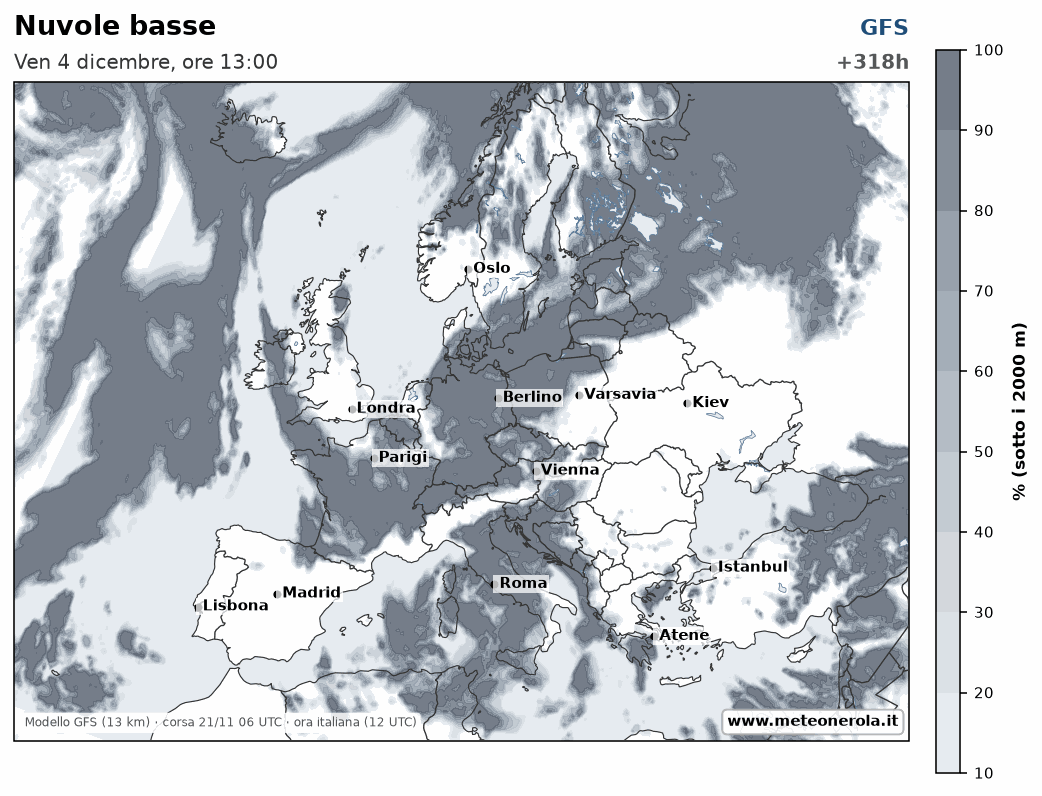 Nuvole basse
GFS
Ven 4 dicembre, ore 13:00
+318h
100
90
80
70
60
50
40
30
20
10
% (sotto i 2000 m)
Oslo
Berlino
Varsavia
Kiev
Londra
Parigi
Vienna
Istanbul
Roma
Madrid
Lisbona
Atene
Modello GFS (13 km) · corsa 21/11 06 UTC · ora italiana (12 UTC)
www.meteonerola.it